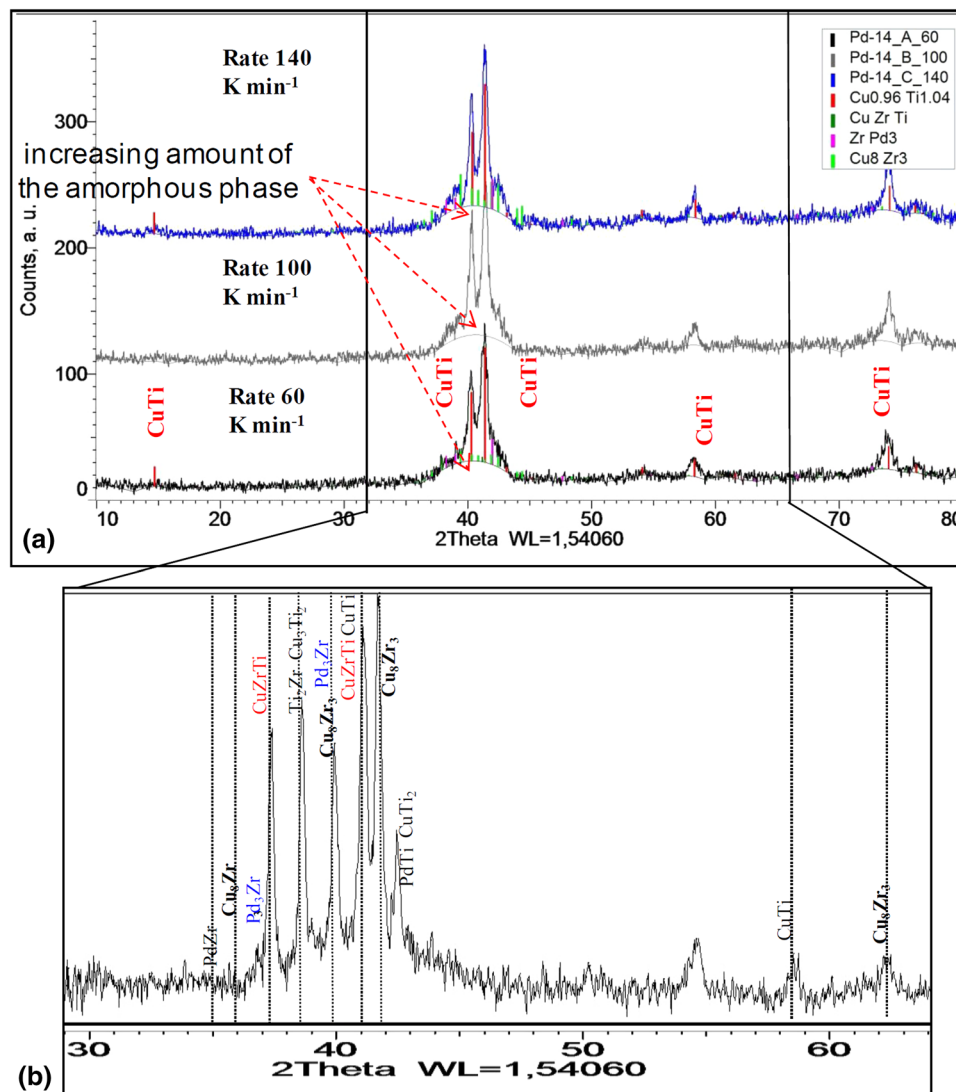 Rate 140
K min⁻¹
increasing amount of
the amorphous phase
Rate 100
K min⁻¹
Rate 60
K min⁻¹
Pd-14_A_60
Pd-14_B_100
Pd-14_C_140
Cu0.96 Ti1.04
Cu Zr Ti
Zr Pd3
Cu8 Zr3
Counts, a. u.
300
200
100
0
CuTi
CuTi
CuTi
CuTi
CuTi
10 20 30 40 50 60 70 80
2Theta WL=1,54060
(a)
PdZr
Cu₈Zr
Pd₃Zr
CuZrTi
Ti₂Zr Cu₃Ti₂
Cu₈Zr₃
Pd₃Zr
CuZrTi CuTi
Cu₈Zr₃
PdTi CuTi₂
CuTi
Cu₈Zr₃
30 40 50 60
2Theta WL=1,54060
(b)